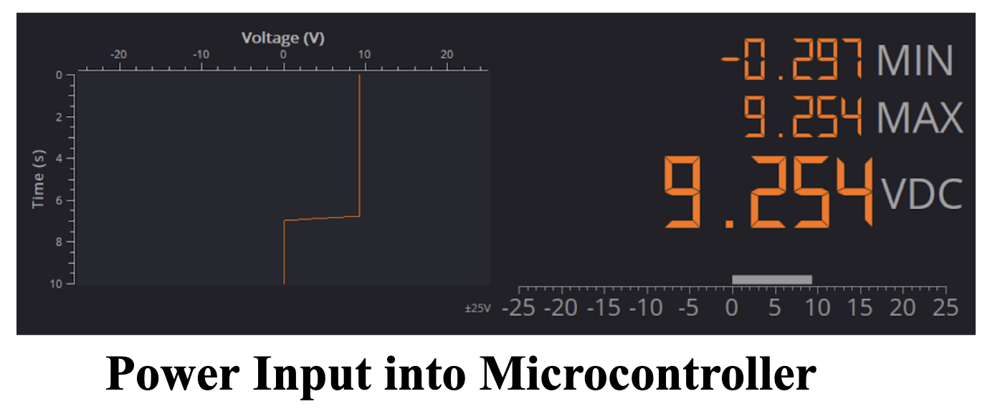 Voltage (V)
-20 -10 0 10 20
0
2
4
6
8
10
Time (s)
-0.297 MIN
9.254 MAX
9.254 VDC
±25V
-25 -20 -15 -10 -5 0 5 10 15 20 25
Power Input into Microcontroller